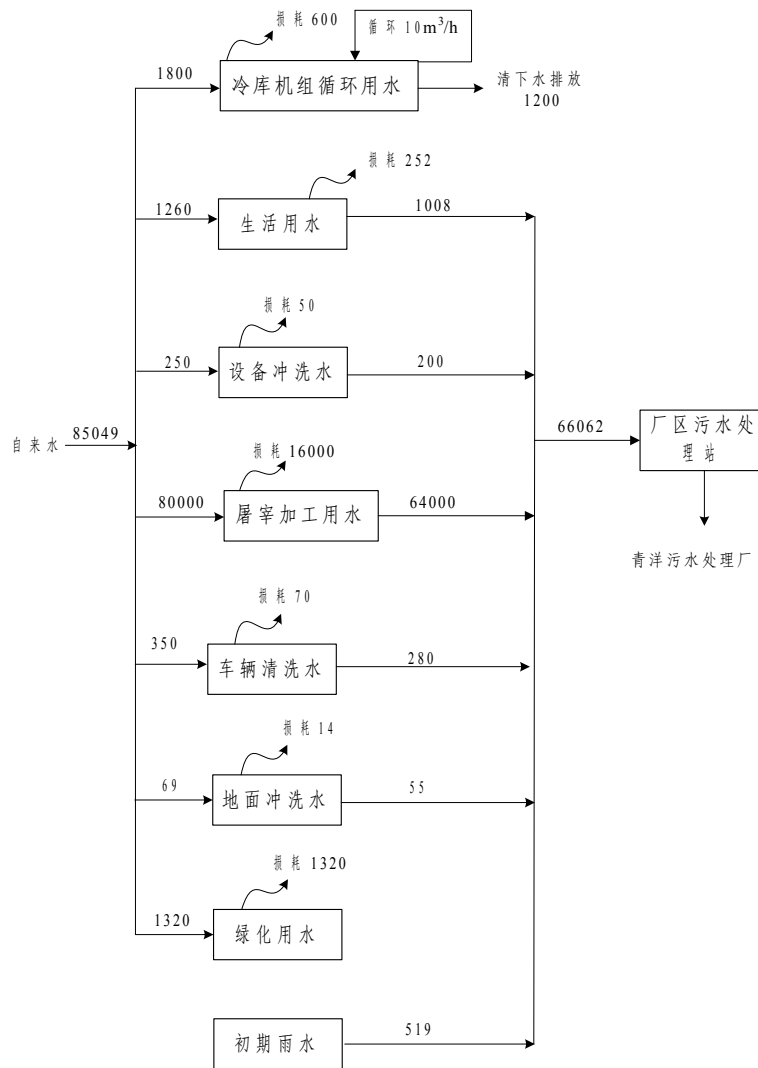 损耗 600
循环 10m³/h
1800
冷库机组循环用水
清下水排放
1200
损耗 252
1260
生活用水
1008
损耗 50
250
设备冲洗水
200
自来水
85049
66062
厂区污水处
理站
损耗 16000
80000
屠宰加工用水
64000
青洋污水处理厂
损耗 70
350
车辆清洗水
280
损耗 14
69
地面冲洗水
55
损耗 1320
1320
绿化用水
初期雨水
519